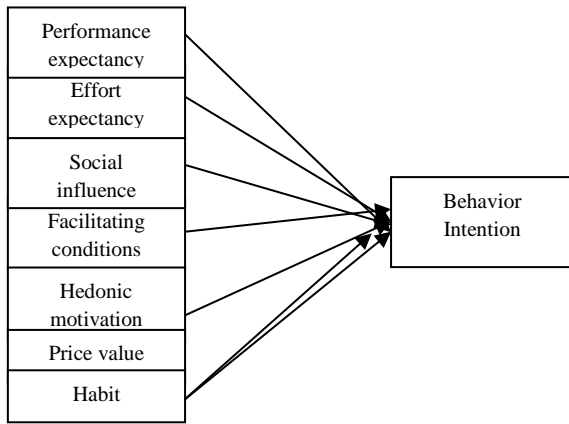 Performance
expectancy
Effort
expectancy
Social
influence
Facilitating
conditions
Hedonic
motivation
Price value
Habit
Behavior
Intention